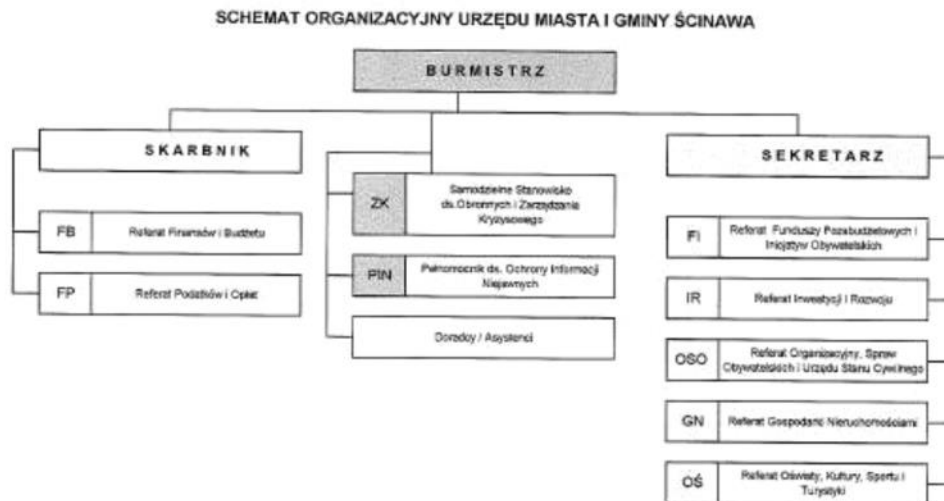 SCHEMAT ORGANIZACYJNY URZĘDU MIASTA I GMINY ŚCINAWA
BURMISTRZ
SKARBNIK
FB
Referat Finansów i Budżetu
FP
Referat Podatków i Opłat
ZK
Samodzielne Stanowisko
ds. Obronnych i Zarządzania
Kryzysowego
PIN
Pełnomocnik ds. Ochrony Informacji
Niejawnych
Doradcy / Asystenci
SEKRETARZ
FI
Referat Funduszy Pozabudżetowych i
Inicjatyw Obywatelskich
IR
Referat Inwestycji i Rozwoju
OSO
Referat Organizacyjny, Spraw
Obywatelskich i Urzędu Stanu Cywilnego
GN
Referat Gospodarki Nieruchomościami
OŚ
Referat Oświaty, Kultury, Sportu i
Turystyki